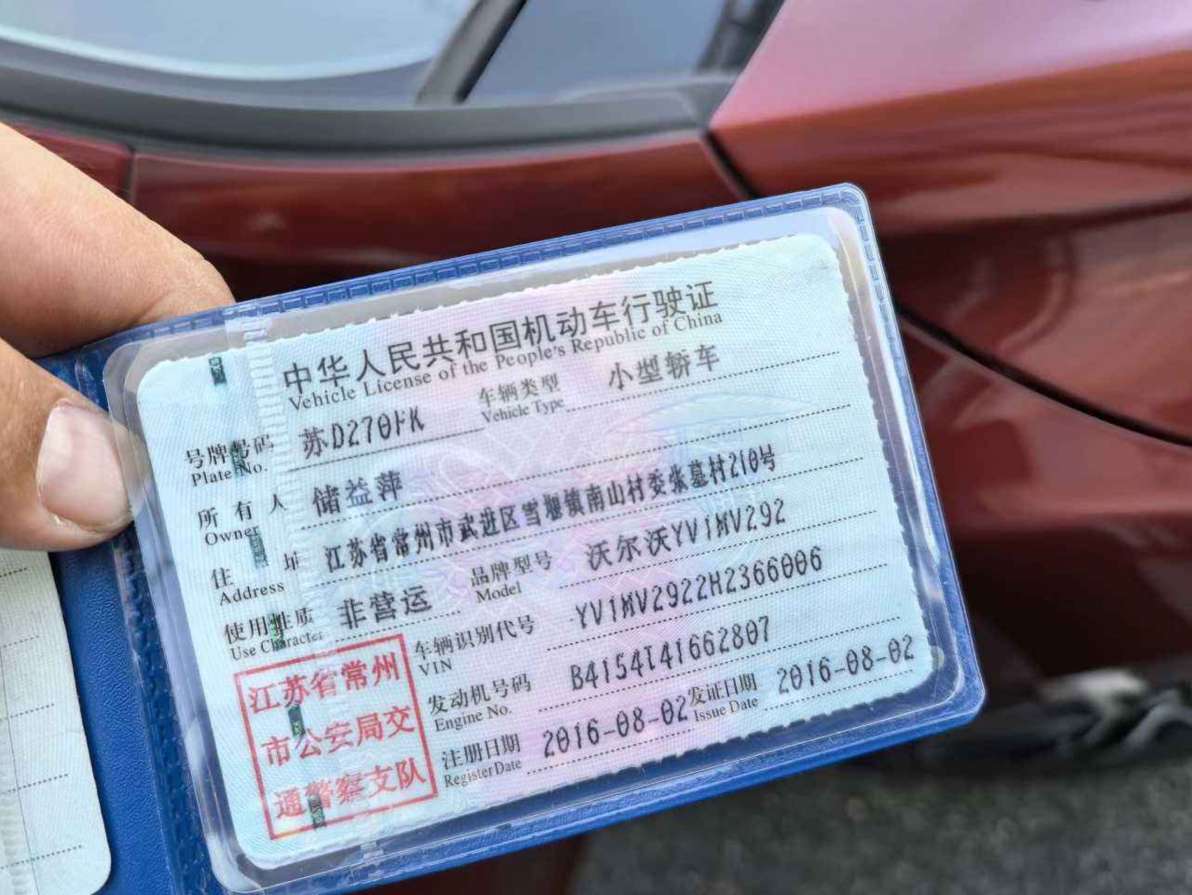 中华人民共和国机动车行驶证
Vehicle License of the People's Republic of China
号牌号码 苏D270FK 车辆类型 小型轿车
Plate No. Vehicle Type
所有人 储益萍
Owner
住址 江苏省常州市武进区雪堰镇南山村委张墓村210号
Address
使用性质 非营运 品牌型号 沃尔沃YV1MV292
Use Character Model
车辆识别代号 YV1MV2922H2366006
VIN
发动机号码 B4154T41662807
Engine No.
注册日期 2016-08-02 发证日期 2016-08-02
Register Date Issue Date
江苏省常州
市公安局交
通警察支队